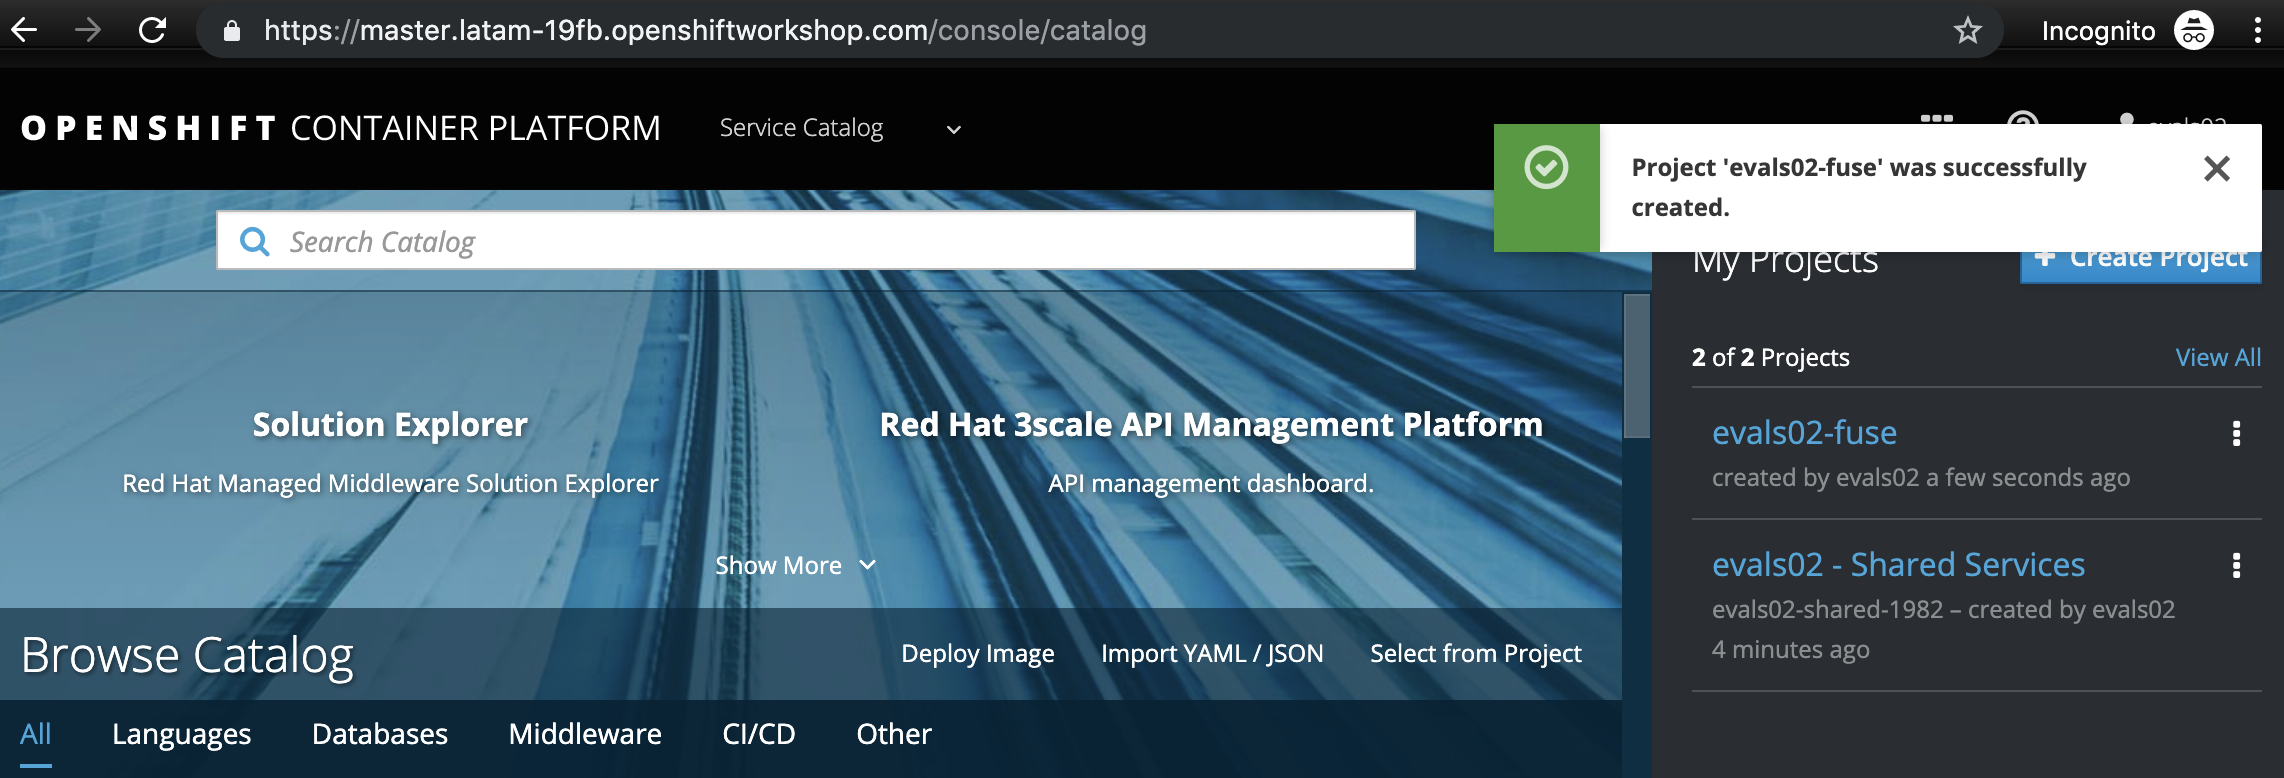 https://master.latam-19fb.openshiftworkshop.com/console/catalog
Incognito
OPENSHIFT CONTAINER PLATFORM
Service Catalog
evals02
Project 'evals02-fuse' was successfully
created.
Search Catalog
My Projects
+ Create Project
2 of 2 Projects
View All
Solution Explorer
Red Hat 3scale API Management Platform
evals02-fuse
created by evals02 a few seconds ago
Red Hat Managed Middleware Solution Explorer
API management dashboard.
Show More
evals02 - Shared Services
evals02-shared-1982 – created by evals02
4 minutes ago
Browse Catalog
Deploy Image
Import YAML / JSON
Select from Project
All
Languages
Databases
Middleware
CI/CD
Other